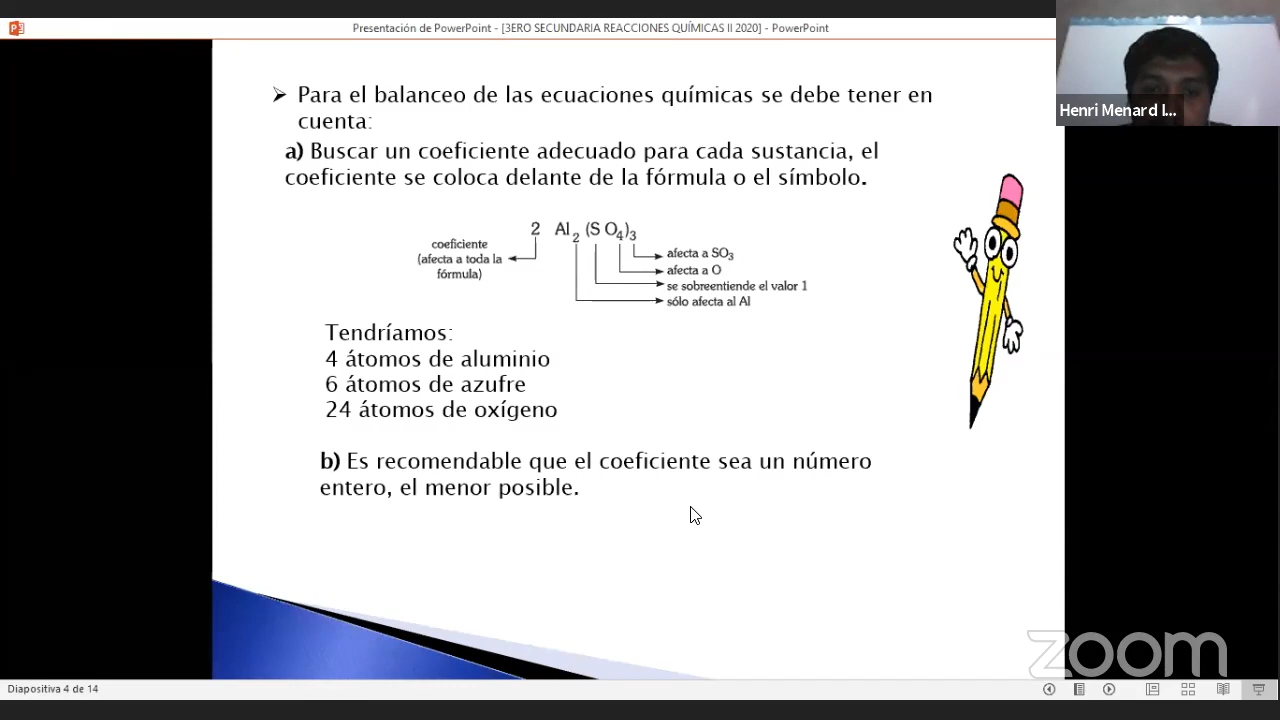 Presentación de PowerPoint - [3ERO SECUNDARIA REACCIONES QUÍMICAS II 2020] - PowerPoint
Henri Menard I...
➢ Para el balanceo de las ecuaciones químicas se debe tener en
cuenta:
a) Buscar un coeficiente adecuado para cada sustancia, el
coeficiente se coloca delante de la fórmula o el símbolo.
2 Al₂ (S O₄)₃
coeficiente
(afecta a toda la
fórmula)
afecta a SO₃
afecta a O
se sobreentiende el valor 1
sólo afecta al Al
Tendríamos:
4 átomos de aluminio
6 átomos de azufre
24 átomos de oxígeno
b) Es recomendable que el coeficiente sea un número
entero, el menor posible.
zoom
Diapositiva 4 de 14